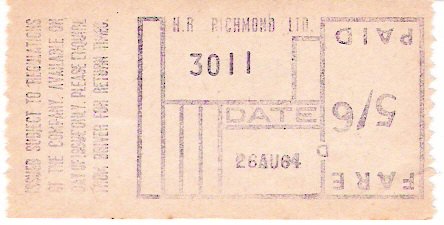 H.R RICHMOND LTD.
3011
DATE
26AU64
FARE
5/6
PAID
ISSUED SUBJECT TO REGULATIONS
OF THE COMPANY. AVAILABLE ON
DAY OF ISSUE ONLY. PLEASE ENQUIRE
FROM DRIVER FOR RETURN TIMES.